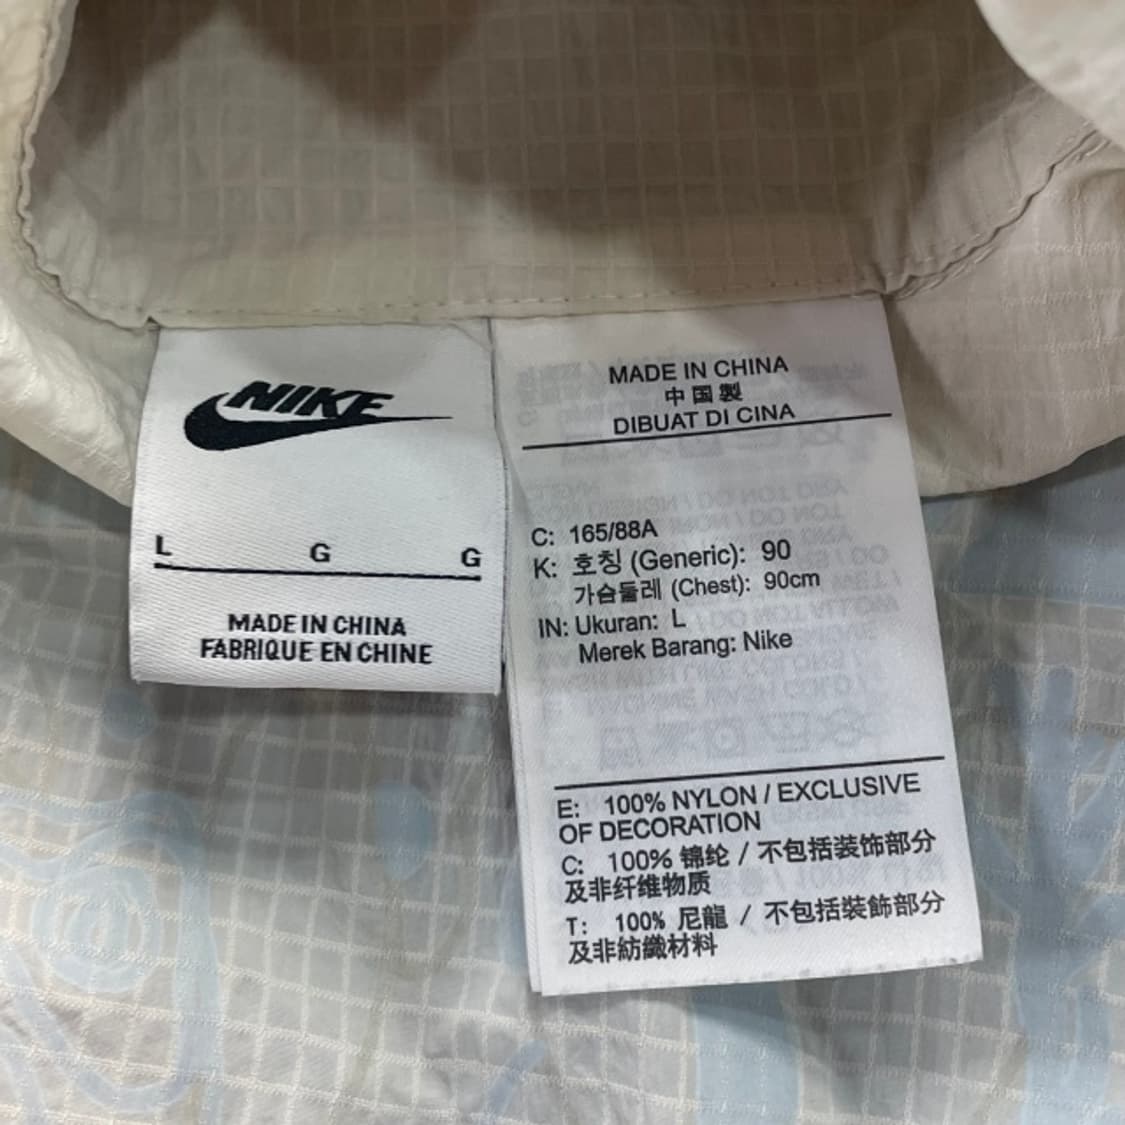 NIKE
L G G
MADE IN CHINA
FABRIQUE EN CHINE
MADE IN CHINA
中国製
DIBUAT DI CINA
C: 165/88A
K: 호칭 (Generic): 90
가슴둘레 (Chest): 90cm
IN: Ukuran: L
Merek Barang: Nike
E: 100% NYLON / EXCLUSIVE
OF DECORATION
C: 100% 锦纶 / 不包括装饰部分
及非纤维物质
T: 100% 尼龍 / 不包括裝飾部分
及非紡織材料